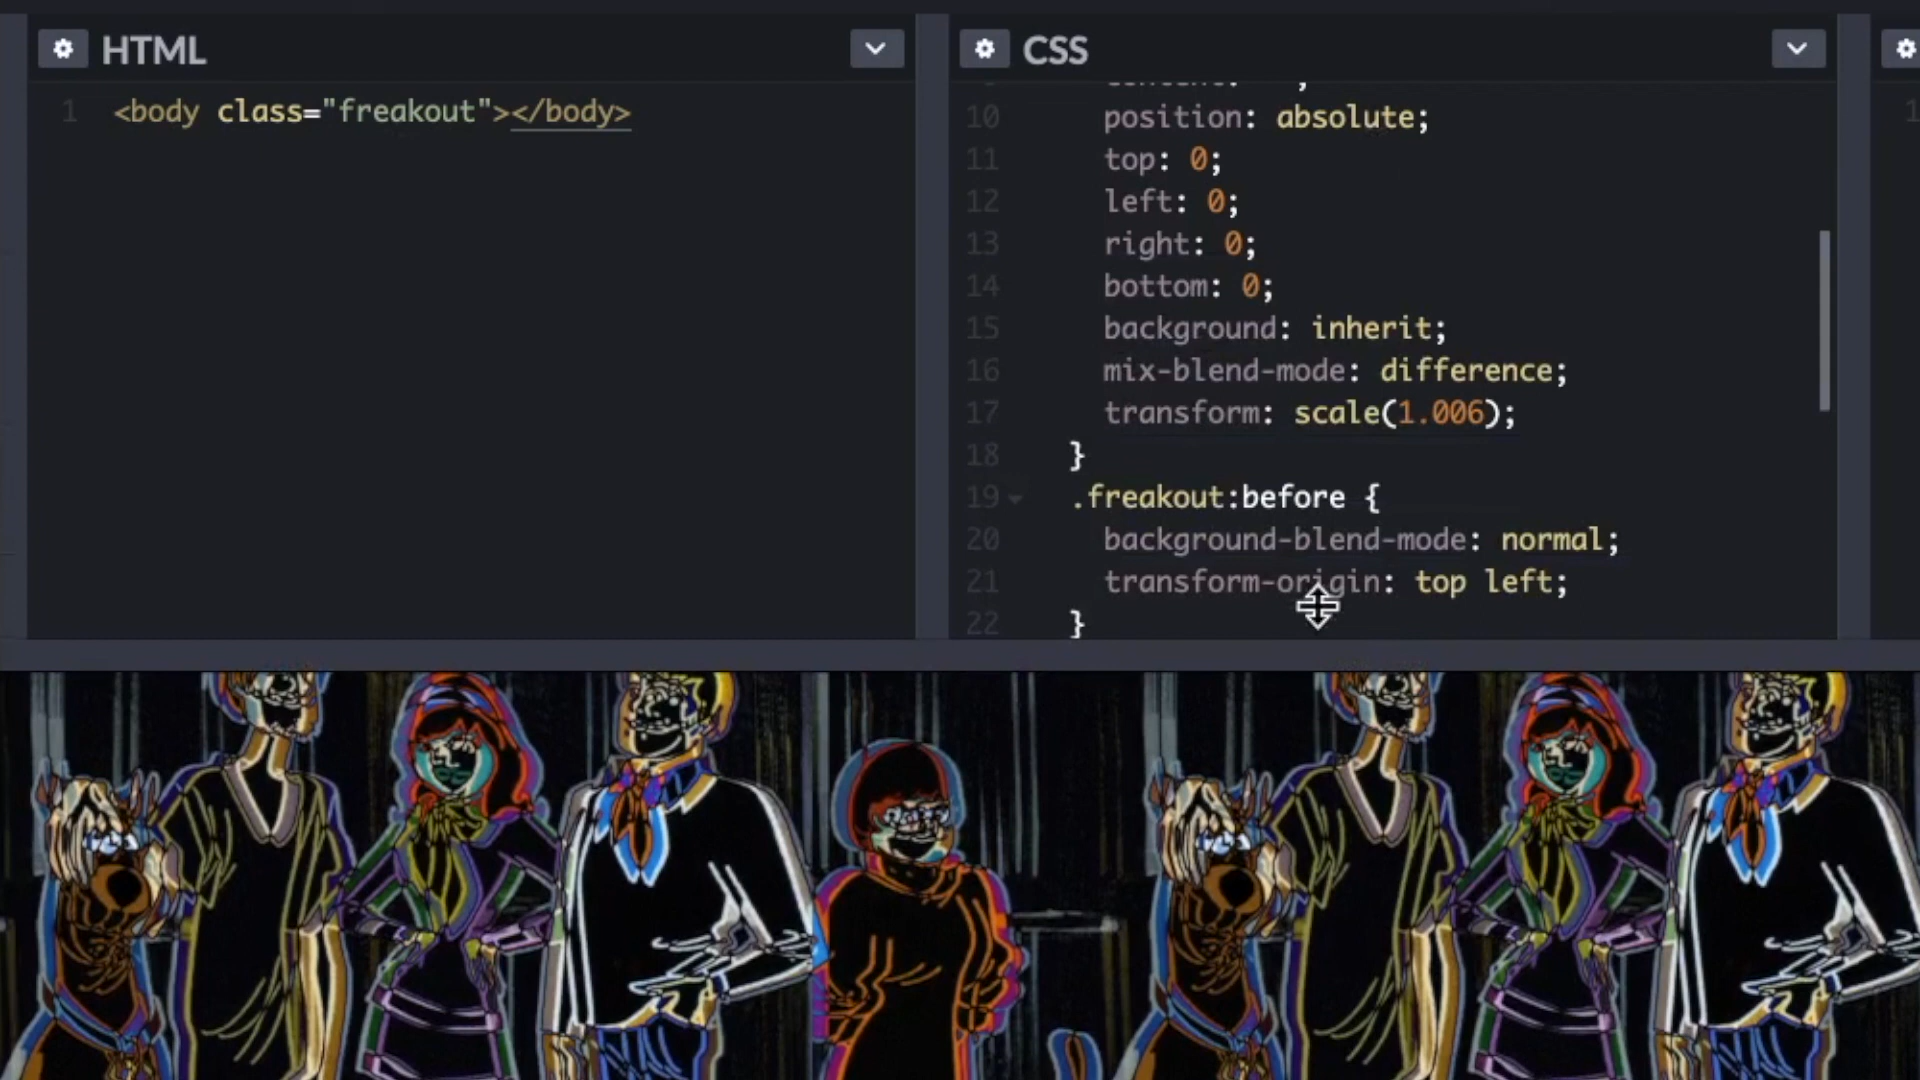 HTML
1 <body class="freakout"></body>
CSS
10 position: absolute;
11 top: 0;
12 left: 0;
13 right: 0;
14 bottom: 0;
15 background: inherit;
16 mix-blend-mode: difference;
17 transform: scale(1.006);
18 }
19 .freakout:before {
20 background-blend-mode: normal;
21 transform-origin: top left;
22 }
1